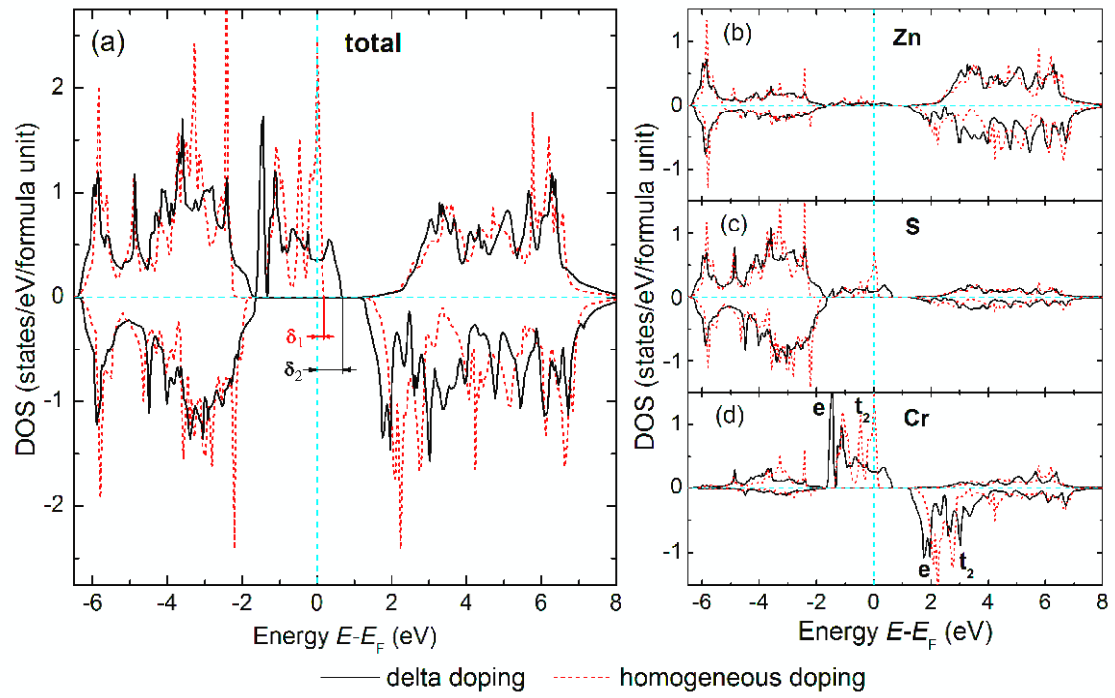 (a)
total
DOS (states/eV/formula unit)
2
1
0
-1
-2
δ₁
δ₂
-6 -4 -2 0 2 4 6 8
Energy E-E_F (eV)
(b)
Zn
1
0
-1
(c)
S
1
0
-1
DOS (states/eV/formula unit)
(d)
e
t₂
Cr
1
0
-1
e
t₂
-6 -4 -2 0 2 4 6 8
Energy E-E_F (eV)
delta doping
homogeneous doping